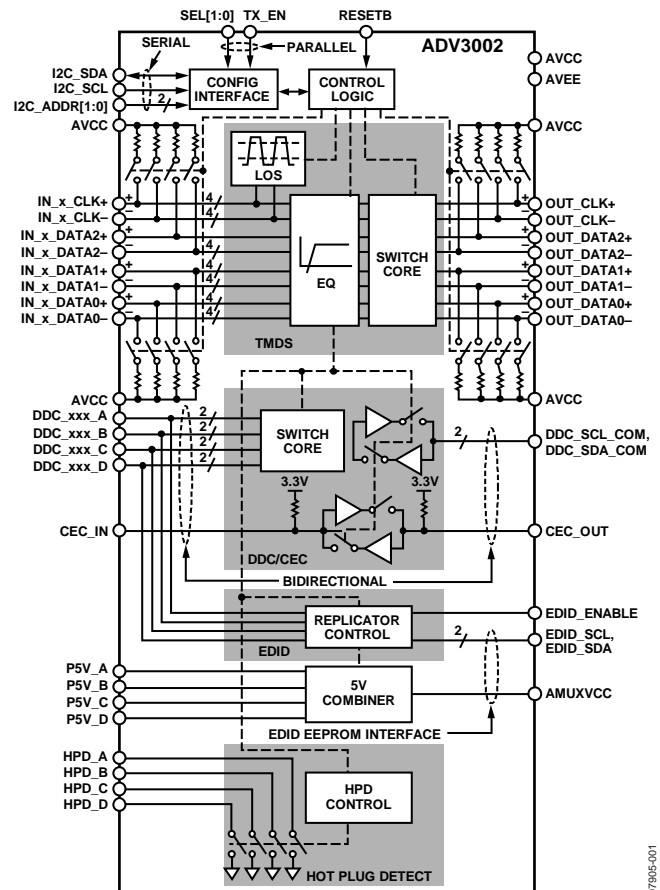 SEL[1:0] TX_EN RESETB
SERIAL
PARALLEL
ADV3002
I2C_SDA
I2C_SCL
I2C_ADDR[1:0]
2
CONFIG
INTERFACE
CONTROL
LOGIC
AVCC
AVEE
AVCC
AVCC
LOS
IN_x_CLK+
IN_x_CLK–
IN_x_DATA2+
IN_x_DATA2–
IN_x_DATA1+
IN_x_DATA1–
IN_x_DATA0+
IN_x_DATA0–
+
–
+
–
+
–
+
–
4
4
4
4
4
4
4
4
EQ
SWITCH
CORE
+
–
+
–
+
–
+
–
OUT_CLK+
OUT_CLK–
OUT_DATA2+
OUT_DATA2–
OUT_DATA1+
OUT_DATA1–
OUT_DATA0+
OUT_DATA0–
TMDS
AVCC
AVCC
DDC_xxx_A
DDC_xxx_B
DDC_xxx_C
DDC_xxx_D
2
2
2
2
SWITCH
CORE
2
DDC_SCL_COM,
DDC_SDA_COM
3.3V
3.3V
CEC_IN
CEC_OUT
DDC/CEC
BIDIRECTIONAL
REPLICATOR
CONTROL
EDID
EDID_ENABLE
2
EDID_SCL,
EDID_SDA
P5V_A
P5V_B
P5V_C
P5V_D
5V
COMBINER
AMUXVCC
EDID EEPROM INTERFACE
HPD_A
HPD_B
HPD_C
HPD_D
HPD
CONTROL
HOT PLUG DETECT
7905-001